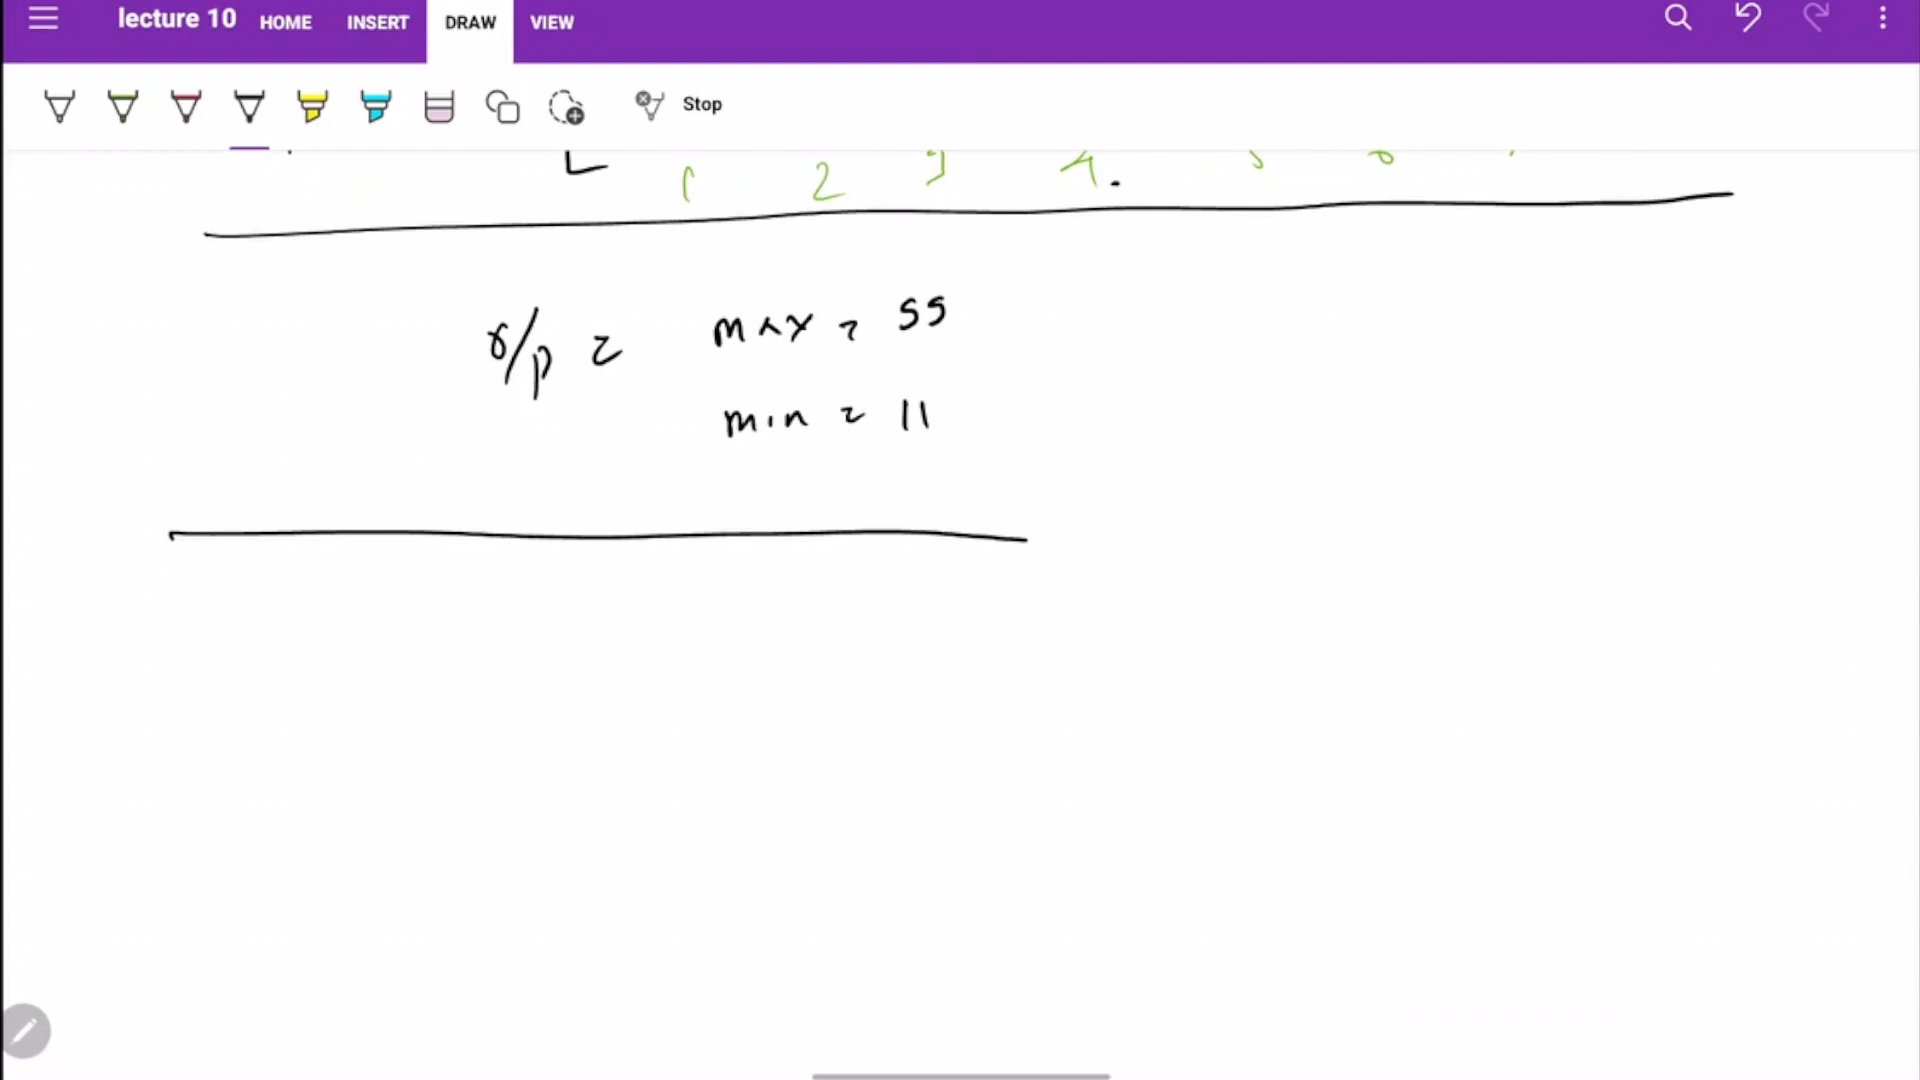 lecture 10 HOME INSERT DRAW VIEW
Stop
1 2 3 4.
o/p =
max = 55
min = 11